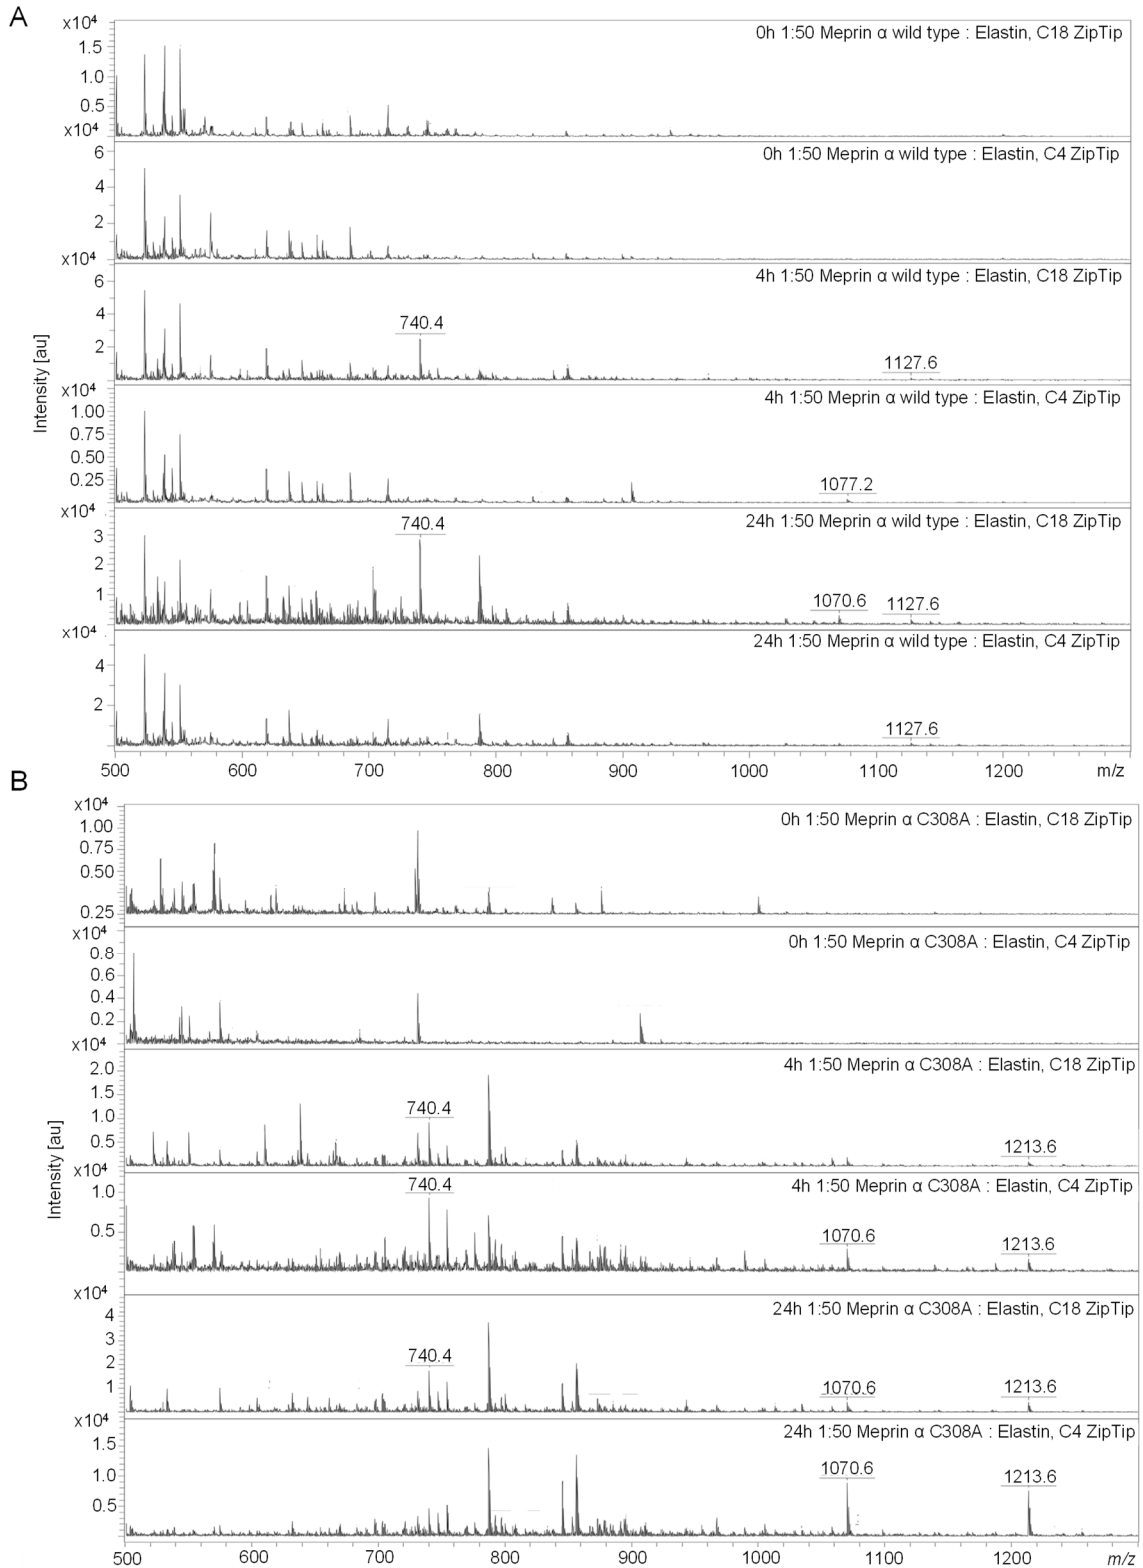 A
x10⁴
0h 1:50 Meprin α wild type : Elastin, C18 ZipTip
1.5
1.0
0.5
x10⁴
0h 1:50 Meprin α wild type : Elastin, C4 ZipTip
6
4
2
x10⁴
4h 1:50 Meprin α wild type : Elastin, C18 ZipTip
6
4
2
740.4
1127.6
x10⁴
4h 1:50 Meprin α wild type : Elastin, C4 ZipTip
1.00
0.75
0.50
0.25
1077.2
x10⁴
24h 1:50 Meprin α wild type : Elastin, C18 ZipTip
3
2
1
740.4
1070.6
1127.6
x10⁴
24h 1:50 Meprin α wild type : Elastin, C4 ZipTip
4
2
1127.6
Intensity [au]
500 600 700 800 900 1000 1100 1200 m/z
B
x10⁴
0h 1:50 Meprin α C308A : Elastin, C18 ZipTip
1.00
0.75
0.50
0.25
x10⁴
0h 1:50 Meprin α C308A : Elastin, C4 ZipTip
0.8
0.6
0.4
0.2
x10⁴
4h 1:50 Meprin α C308A : Elastin, C18 ZipTip
2.0
1.5
1.0
0.5
740.4
1213.6
x10⁴
4h 1:50 Meprin α C308A : Elastin, C4 ZipTip
1.0
0.5
740.4
1070.6
1213.6
x10⁴
24h 1:50 Meprin α C308A : Elastin, C18 ZipTip
4
3
2
1
740.4
1070.6
1213.6
x10⁴
24h 1:50 Meprin α C308A : Elastin, C4 ZipTip
1.5
1.0
0.5
1070.6
1213.6
Intensity [au]
500 600 700 800 900 1000 1100 1200 m/z